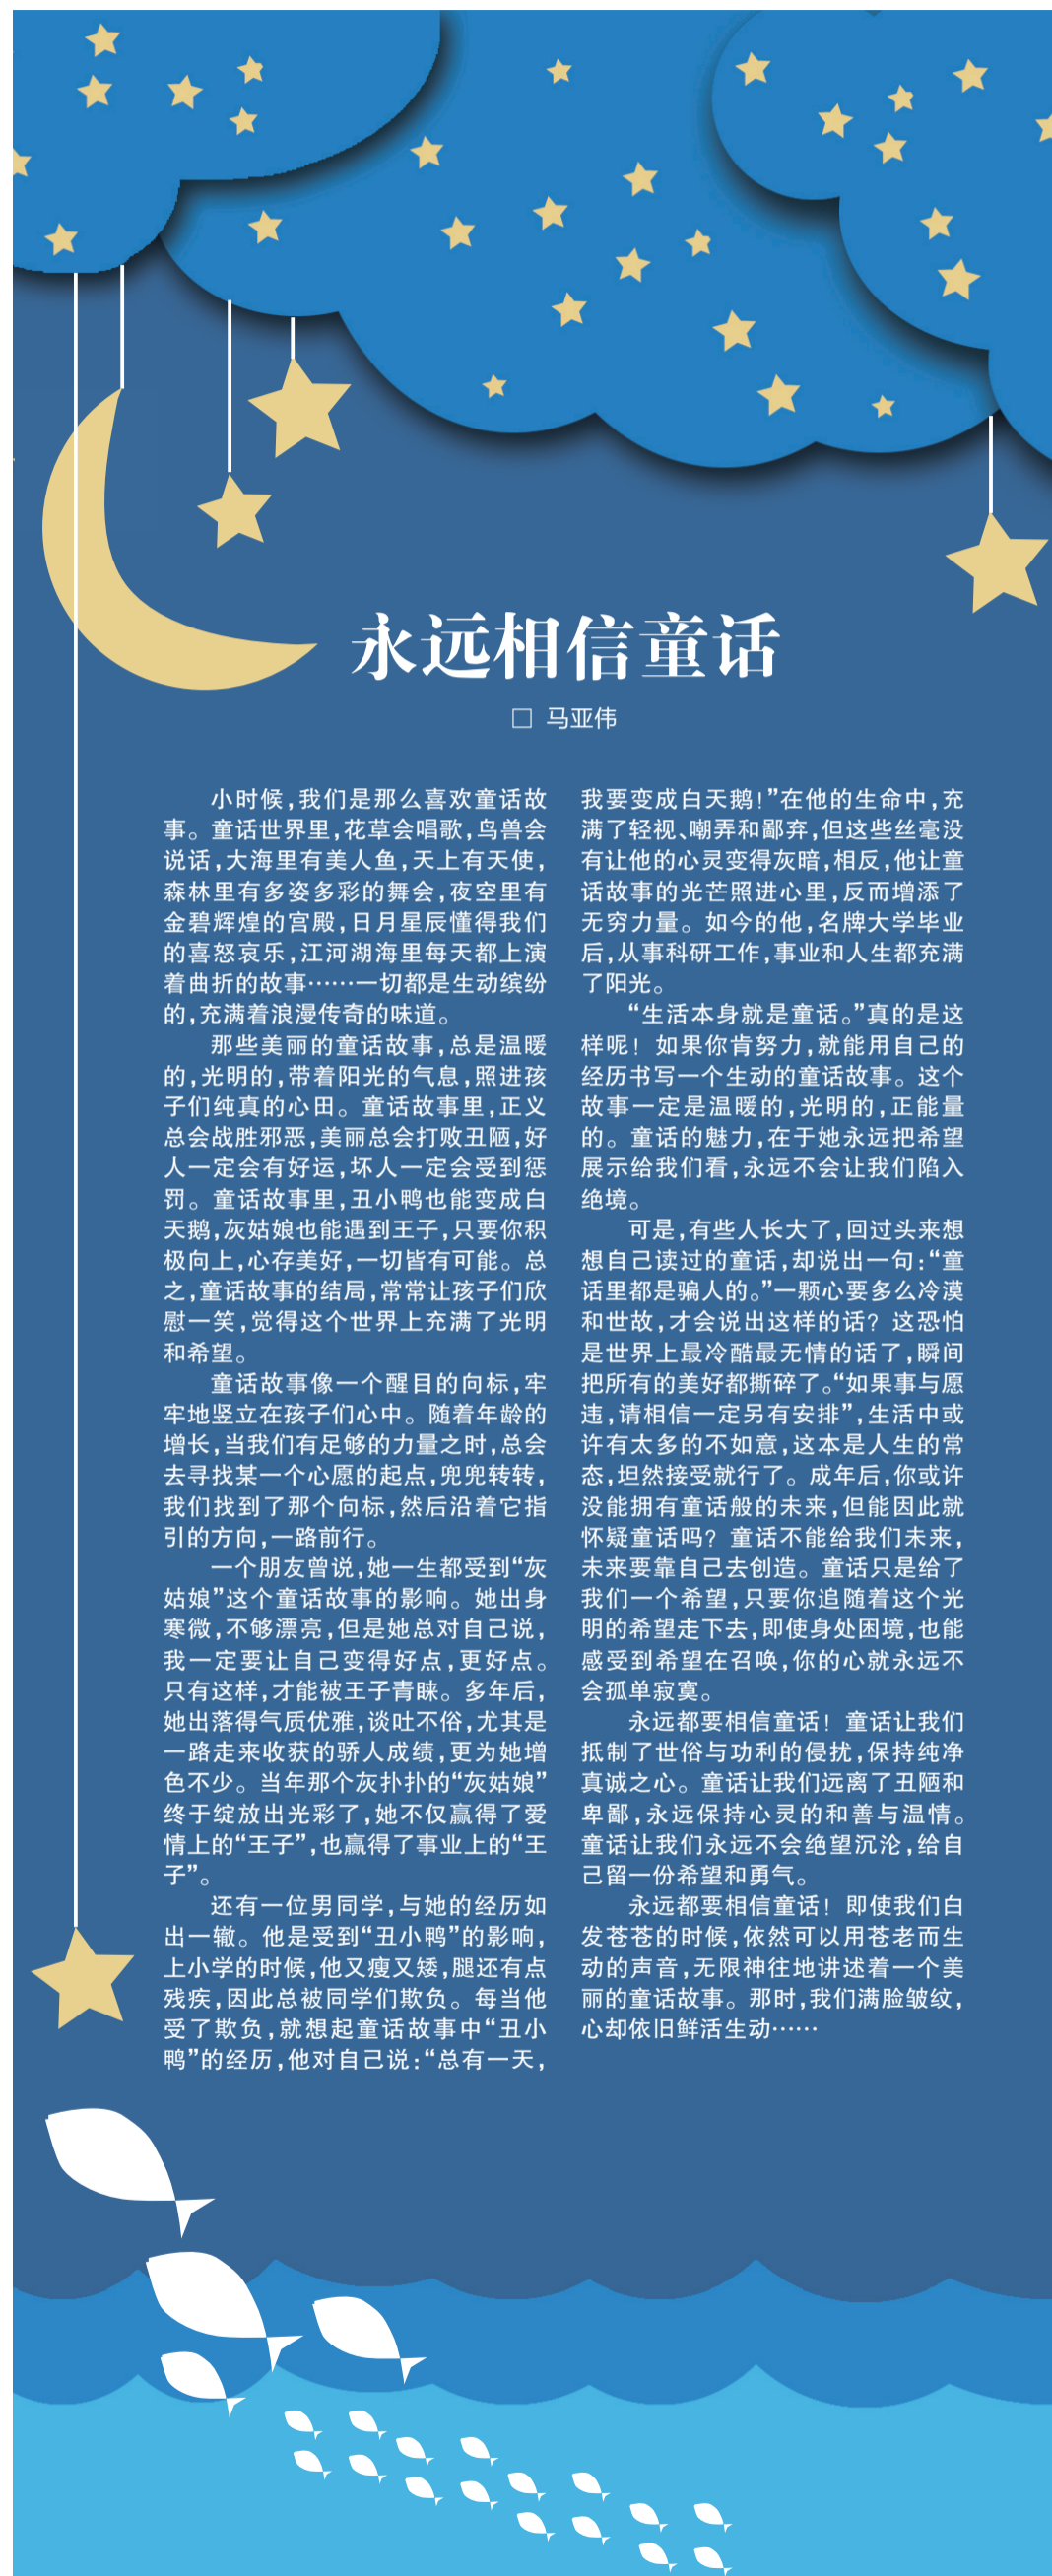 永远相信童话
□ 马亚伟
小时候，我们是那么喜欢童话故
事。童话世界里，花草会唱歌，鸟兽会
说话，大海里有美人鱼，天上有天使，
森林里有多姿多彩的舞会，夜空里有
金碧辉煌的宫殿，日月星辰懂得我们
的喜怒哀乐，江河湖海里每天都上演
着曲折的故事……一切都是生动缤纷
的，充满着浪漫传奇的味道。
那些美丽的童话故事，总是温暖
的，光明的，带着阳光的气息，照进孩
子们纯真的心田。童话故事里，正义
总会战胜邪恶，美丽总会打败丑陋，好
人一定会有好运，坏人一定会受到惩
罚。童话故事里，丑小鸭也能变成白
天鹅，灰姑娘也能遇到王子，只要你积
极向上，心存美好，一切皆有可能。总
之，童话故事的结局，常常让孩子们欣
慰一笑，觉得这个世界上充满了光明
和希望。
童话故事像一个醒目的向标，牢
牢地竖立在孩子们心中。随着年龄的
增长，当我们有足够的力量之时，总会
去寻找某一个心愿的起点，兜兜转转，
我们找到了那个向标，然后沿着它指
引的方向，一路前行。
一个朋友曾说，她一生都受到“灰
姑娘”这个童话故事的影响。她出身
寒微，不够漂亮，但是她总对自己说，
我一定要让自己变得好点，更好点。
只有这样，才能被王子青睐。多年后，
她出落得气质优雅，谈吐不俗，尤其是
一路走来收获的骄人成绩，更为她增
色不少。当年那个灰扑扑的“灰姑娘”
终于绽放出光彩了，她不仅赢得了爱
情上的“王子”，也赢得了事业上的“王
子”。
还有一位男同学，与她的经历如
出一辙。他是受到“丑小鸭”的影响，
上小学的时候，他又瘦又矮，腿还有点
残疾，因此总被同学们欺负。每当他
受了欺负，就想起童话故事中“丑小
鸭”的经历，他对自己说：“总有一天，
我要变成白天鹅！”在他的生命中，充
满了轻视、嘲弄和鄙弃，但这些丝毫没
有让他的心灵变得灰暗，相反，他让童
话故事的光芒照进心里，反而增添了
无穷力量。如今的他，名牌大学毕业
后，从事科研工作，事业和人生都充满
了阳光。
“生活本身就是童话。”真的是这
样呢！如果你肯努力，就能用自己的
经历书写一个生动的童话故事。这个
故事一定是温暖的，光明的，正能量
的。童话的魅力，在于她永远把希望
展示给我们看，永远不会让我们陷入
绝境。
可是，有些人长大了，回过头来想
想自己读过的童话，却说出一句：“童
话里都是骗人的。”一颗心要多么冷漠
和世故，才会说出这样的话？这恐怕
是世界上最冷酷最无情的话了，瞬间
把所有的美好都撕碎了。“如果事与愿
违，请相信一定另有安排”，生活中或
许有太多的不如意，这本是人生的常
态，坦然接受就行了。成年后，你或许
没能拥有童话般的未来，但能因此就
怀疑童话吗？童话不能给我们未来，
未来要靠自己去创造。童话只是给了
我们一个希望，只要你追随着这个光
明的希望走下去，即使身处困境，也能
感受到希望在召唤，你的心就永远不
会孤单寂寞。
永远都要相信童话！童话让我们
抵制了世俗与功利的侵扰，保持纯净
真诚之心。童话让我们远离了丑陋和
卑鄙，永远保持心灵的和善与温情。
童话让我们永远不会绝望沉沦，给自
己留一份希望和勇气。
永远都要相信童话！即使我们白
发苍苍的时候，依然可以用苍老而生
动的声音，无限神往地讲述着一个美
丽的童话故事。那时，我们满脸皱纹，
心却依旧鲜活生动……